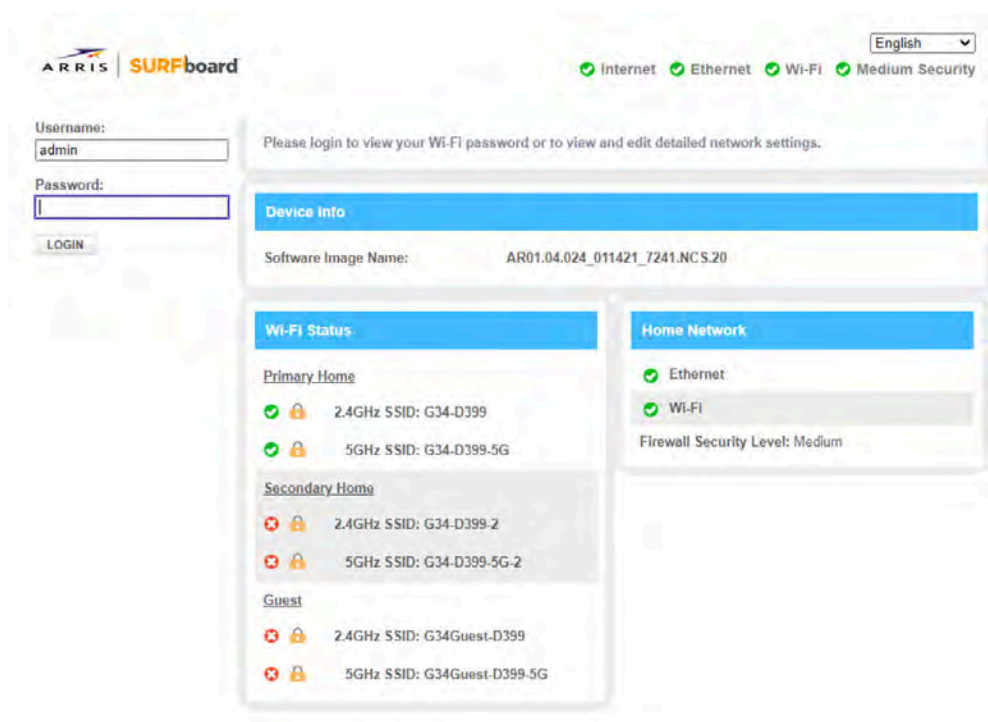 English
ARRIS SURFboard
Internet Ethernet Wi-Fi Medium Security
Username:
admin
Password:
LOGIN
Please login to view your Wi-Fi password or to view and edit detailed network settings.
Device Info
Software Image Name: AR01.04.024_011421_7241.NCS.20
Wi-Fi Status
Primary Home
2.4GHz SSID: G34-D399
5GHz SSID: G34-D399-5G
Secondary Home
2.4GHz SSID: G34-D399-2
5GHz SSID: G34-D399-5G-2
Guest
2.4GHz SSID: G34Guest-D399
5GHz SSID: G34Guest-D399-5G
Home Network
Ethernet
Wi-Fi
Firewall Security Level: Medium